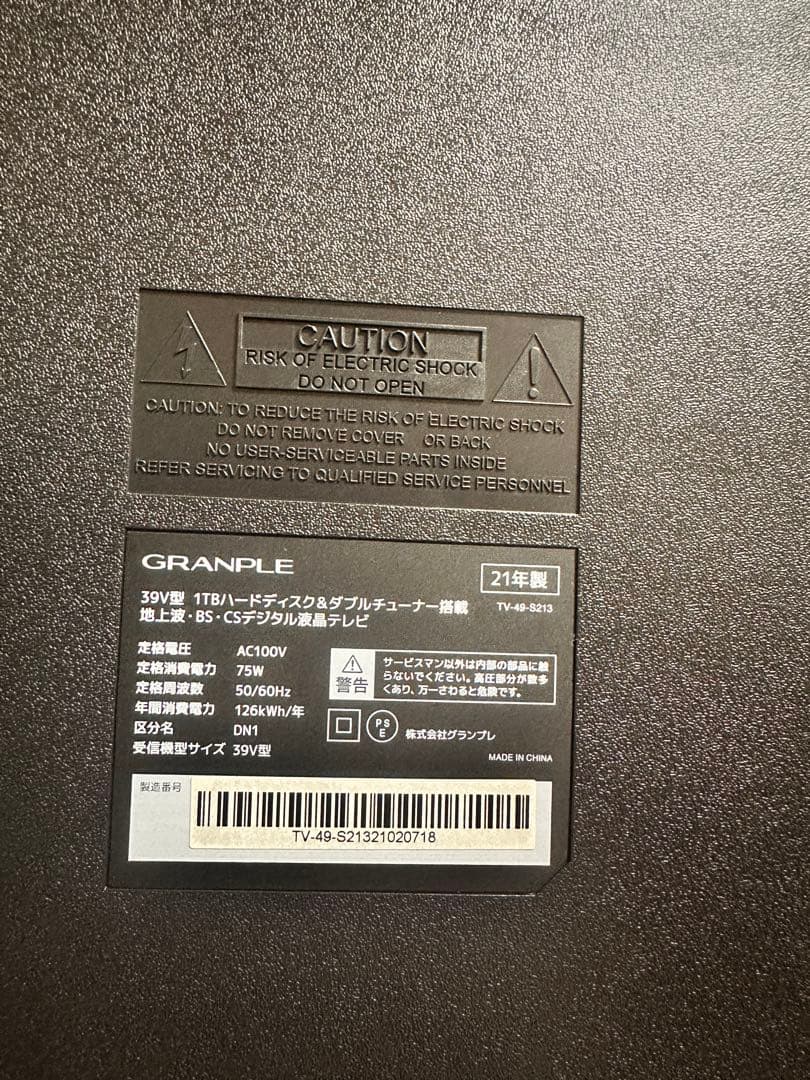 CAUTION
RISK OF ELECTRIC SHOCK
DO NOT OPEN
CAUTION: TO REDUCE THE RISK OF ELECTRIC SHOCK
DO NOT REMOVE COVER OR BACK
NO USER-SERVICEABLE PARTS INSIDE
REFER SERVICING TO QUALIFIED SERVICE PERSONNEL
GRANPLE
21年製
39V型 1TBハードディスク&ダブルチューナー搭載
TV-49-S213
地上波・BS・CSデジタル液晶テレビ
定格電圧 AC100V
定格消費電力 75W
定格周波数 50/60Hz
年間消費電力 126kWh/年
区分名 DN1
受信機型サイズ 39V型
警告
サービスマン以外は内部の部品に触
らないでください。高圧部分が数多
くあり、万一さわると危険です。
PS
E
株式会社グランプレ
MADE IN CHINA
製造番号
TV-49-S21321020718